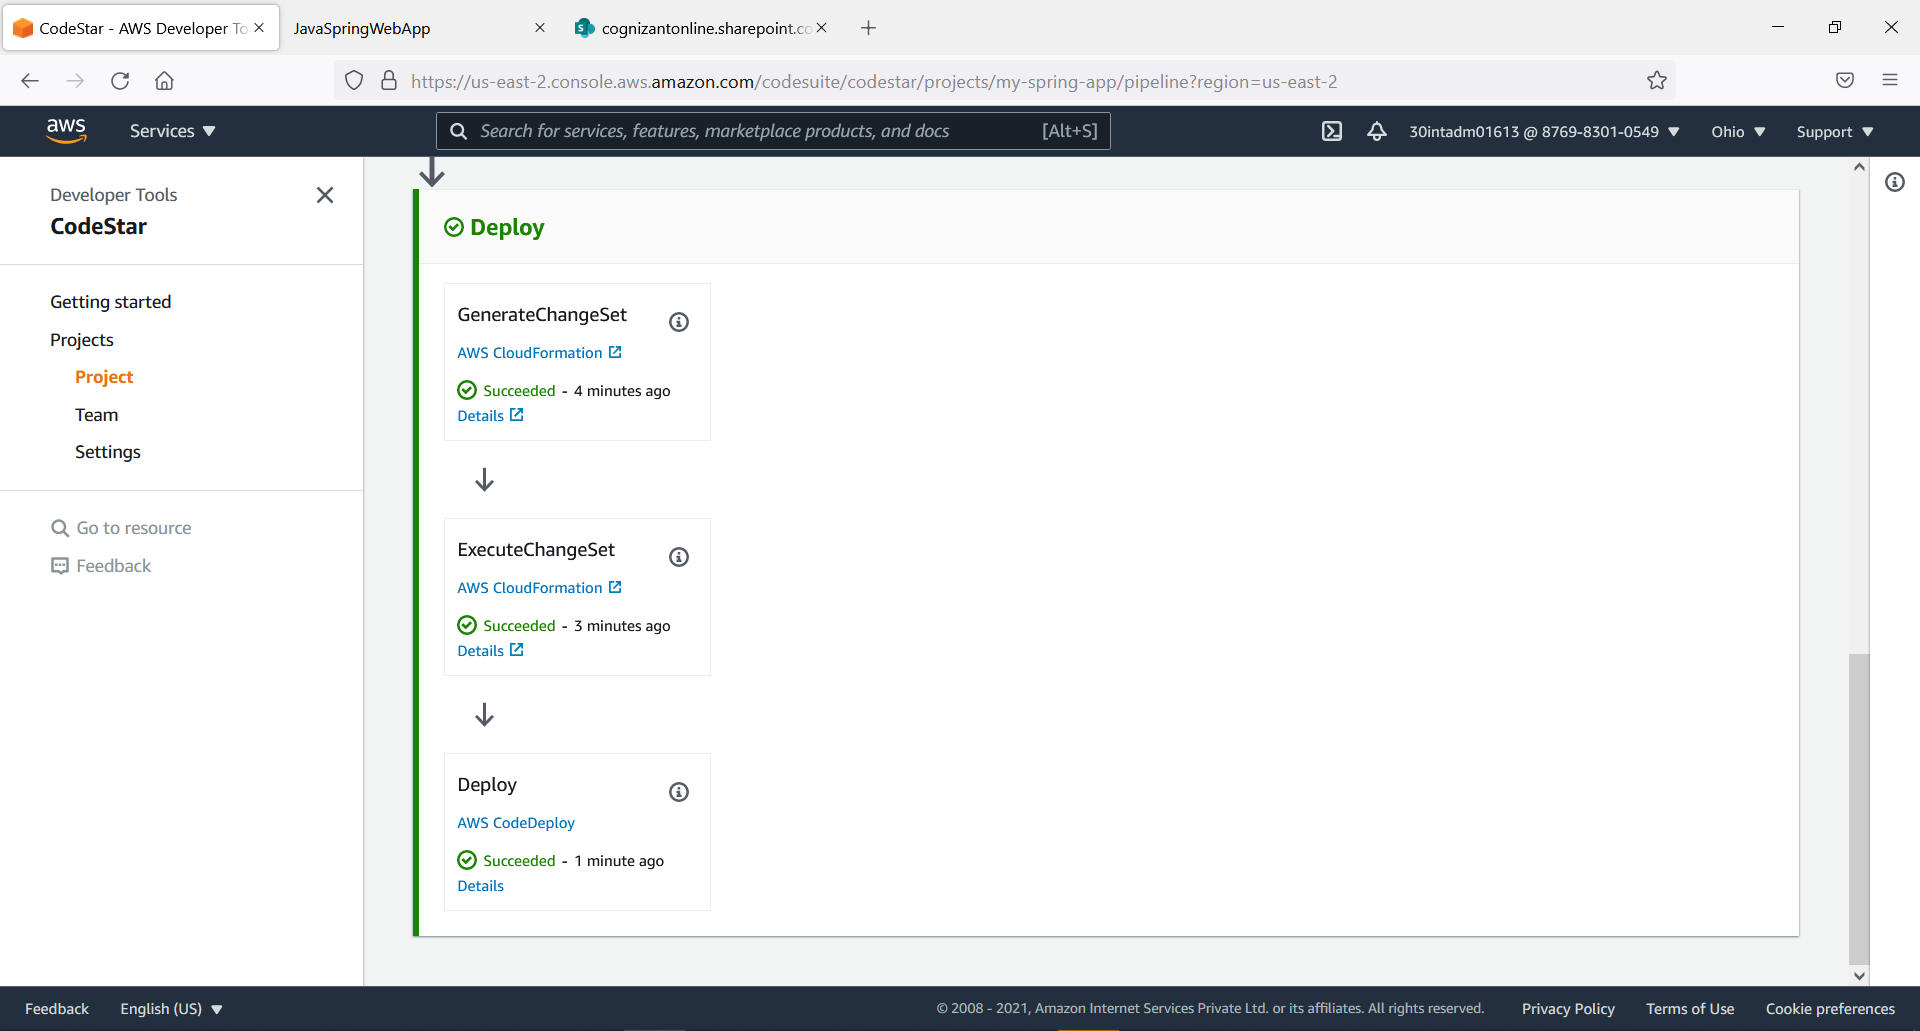 CodeStar - AWS Developer To
JavaSpringWebApp
cognizantonline.sharepoint.co
https://us-east-2.console.aws.amazon.com/codesuite/codestar/projects/my-spring-app/pipeline?region=us-east-2
aws
Services
Search for services, features, marketplace products, and docs
[Alt+S]
30intadm01613 @ 8769-8301-0549
Ohio
Support
Developer Tools
CodeStar
Getting started
Projects
Project
Team
Settings
Go to resource
Feedback
Deploy
GenerateChangeSet
AWS CloudFormation
Succeeded - 4 minutes ago
Details
ExecuteChangeSet
AWS CloudFormation
Succeeded - 3 minutes ago
Details
Deploy
AWS CodeDeploy
Succeeded - 1 minute ago
Details
Feedback
English (US)
© 2008 - 2021, Amazon Internet Services Private Ltd. or its affiliates. All rights reserved.
Privacy Policy
Terms of Use
Cookie preferences